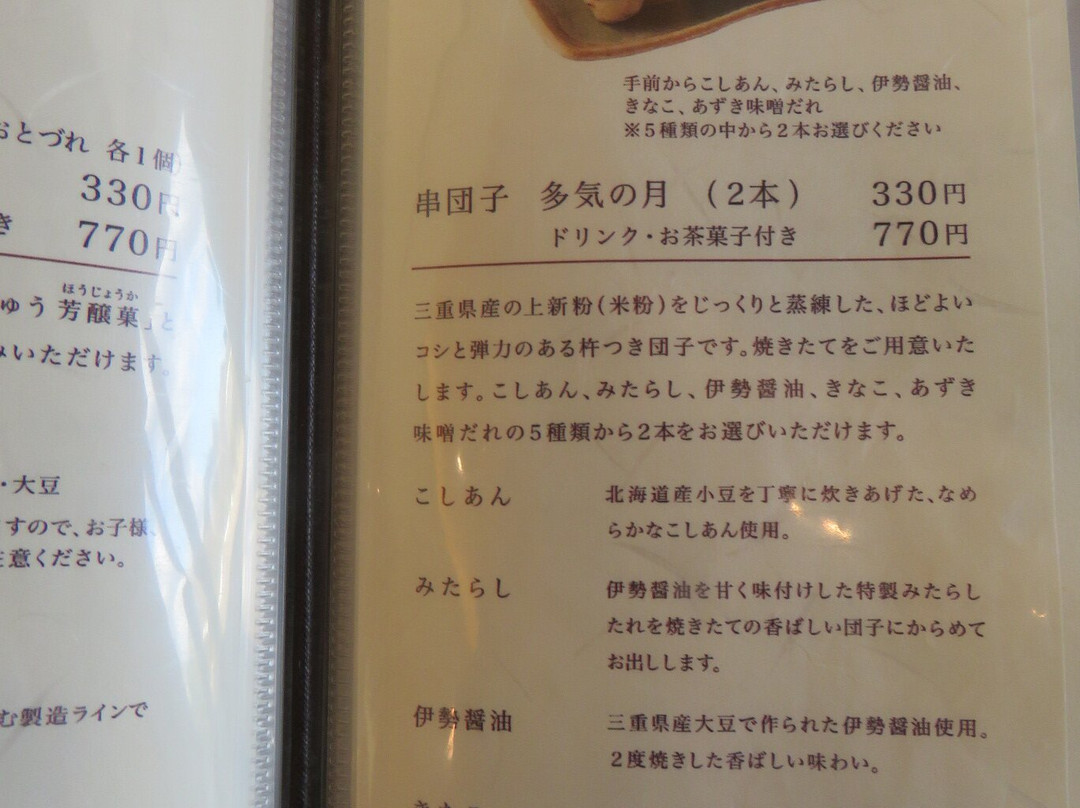 おとづれ 各1個
330円
き 770円
ほうじょうか
ゅう 芳醸菓」と
みいただけます。
・大豆
すので、お子様、
注意ください。
む製造ラインで
手前からこしあん、みたらし、伊勢醤油、
きなこ、あずき味噌だれ
※5種類の中から2本お選びください
串団子 多気の月 (2本) 330円
ドリンク・お茶菓子付き 770円
三重県産の上新粉(米粉)をじっくりと蒸練した、ほどよい
コシと弾力のある杵つき団子です。焼きたてをご用意いた
します。こしあん、みたらし、伊勢醤油、きなこ、あずき
味噌だれの5種類から2本をお選びいただけます。
こしあん 北海道産小豆を丁寧に炊きあげた、なめ
らかなこしあん使用。
みたらし 伊勢醤油を甘く味付けした特製みたらし
たれを焼きたての香ばしい団子にからめて
お出しします。
伊勢醤油 三重県産大豆で作られた伊勢醤油使用。
2度焼きした香ばしい味わい。